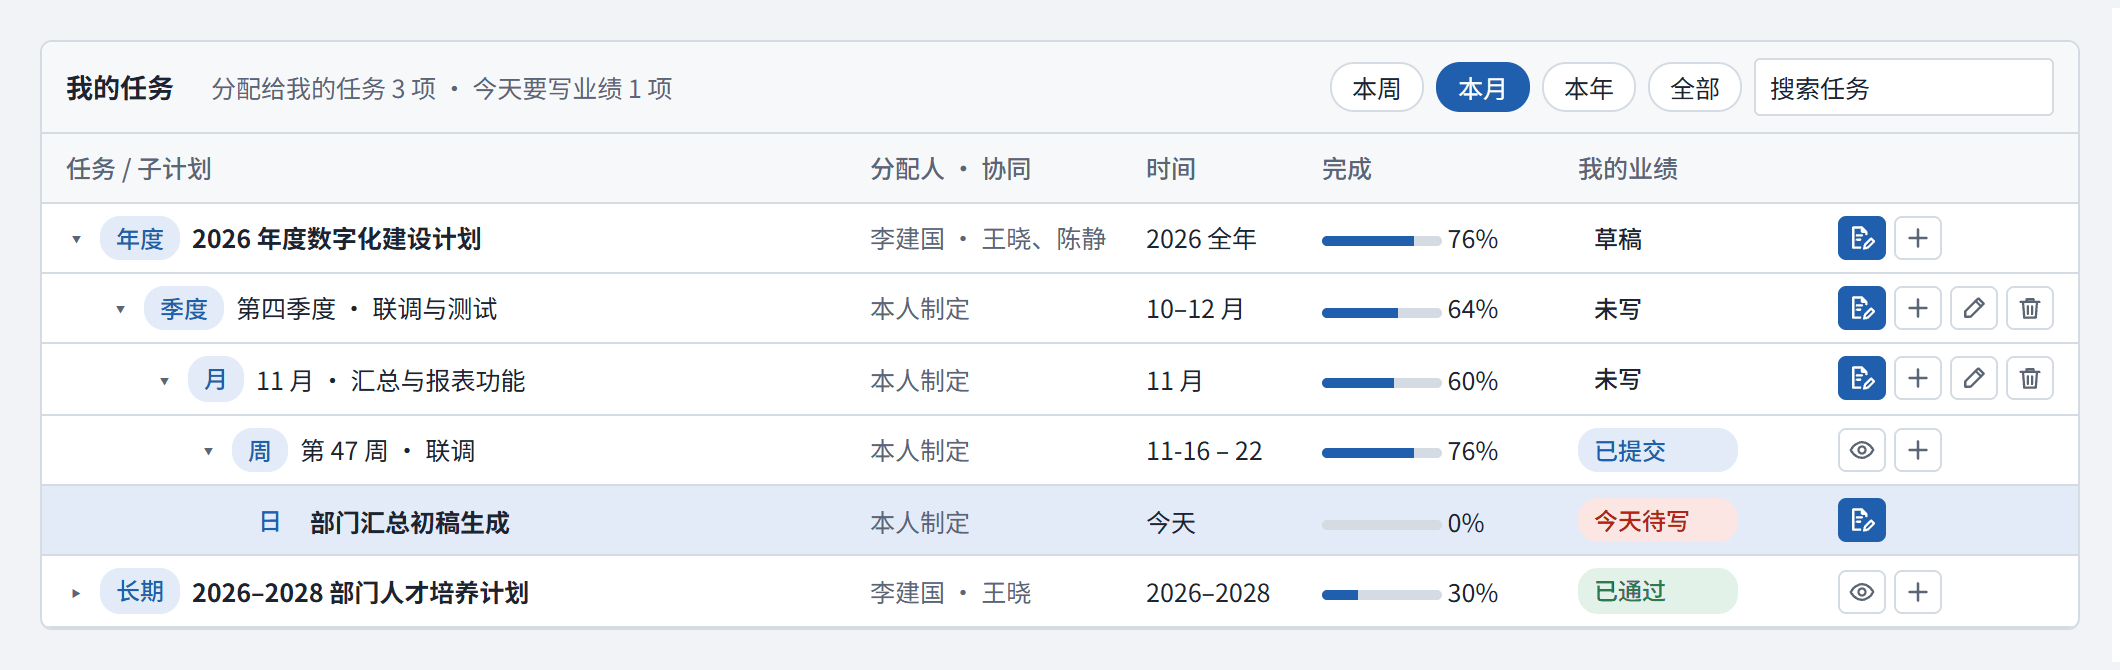 我的任务 分配给我的任务 3 项 • 今天要写业绩 1 项 本周 本月 本年 全部 搜索任务
任务 / 子计划 分配人 • 协同 时间 完成 我的业绩
年度 2026 年度数字化建设计划 李建国 • 王晓、陈静 2026 全年 76% 草稿
季度 第四季度 • 联调与测试 本人制定 10–12 月 64% 未写
月 11 月 • 汇总与报表功能 本人制定 11 月 60% 未写
周 第 47 周 • 联调 本人制定 11-16 – 22 76% 已提交
日 部门汇总初稿生成 本人制定 今天 0% 今天待写
长期 2026–2028 部门人才培养计划 李建国 • 王晓 2026–2028 30% 已通过